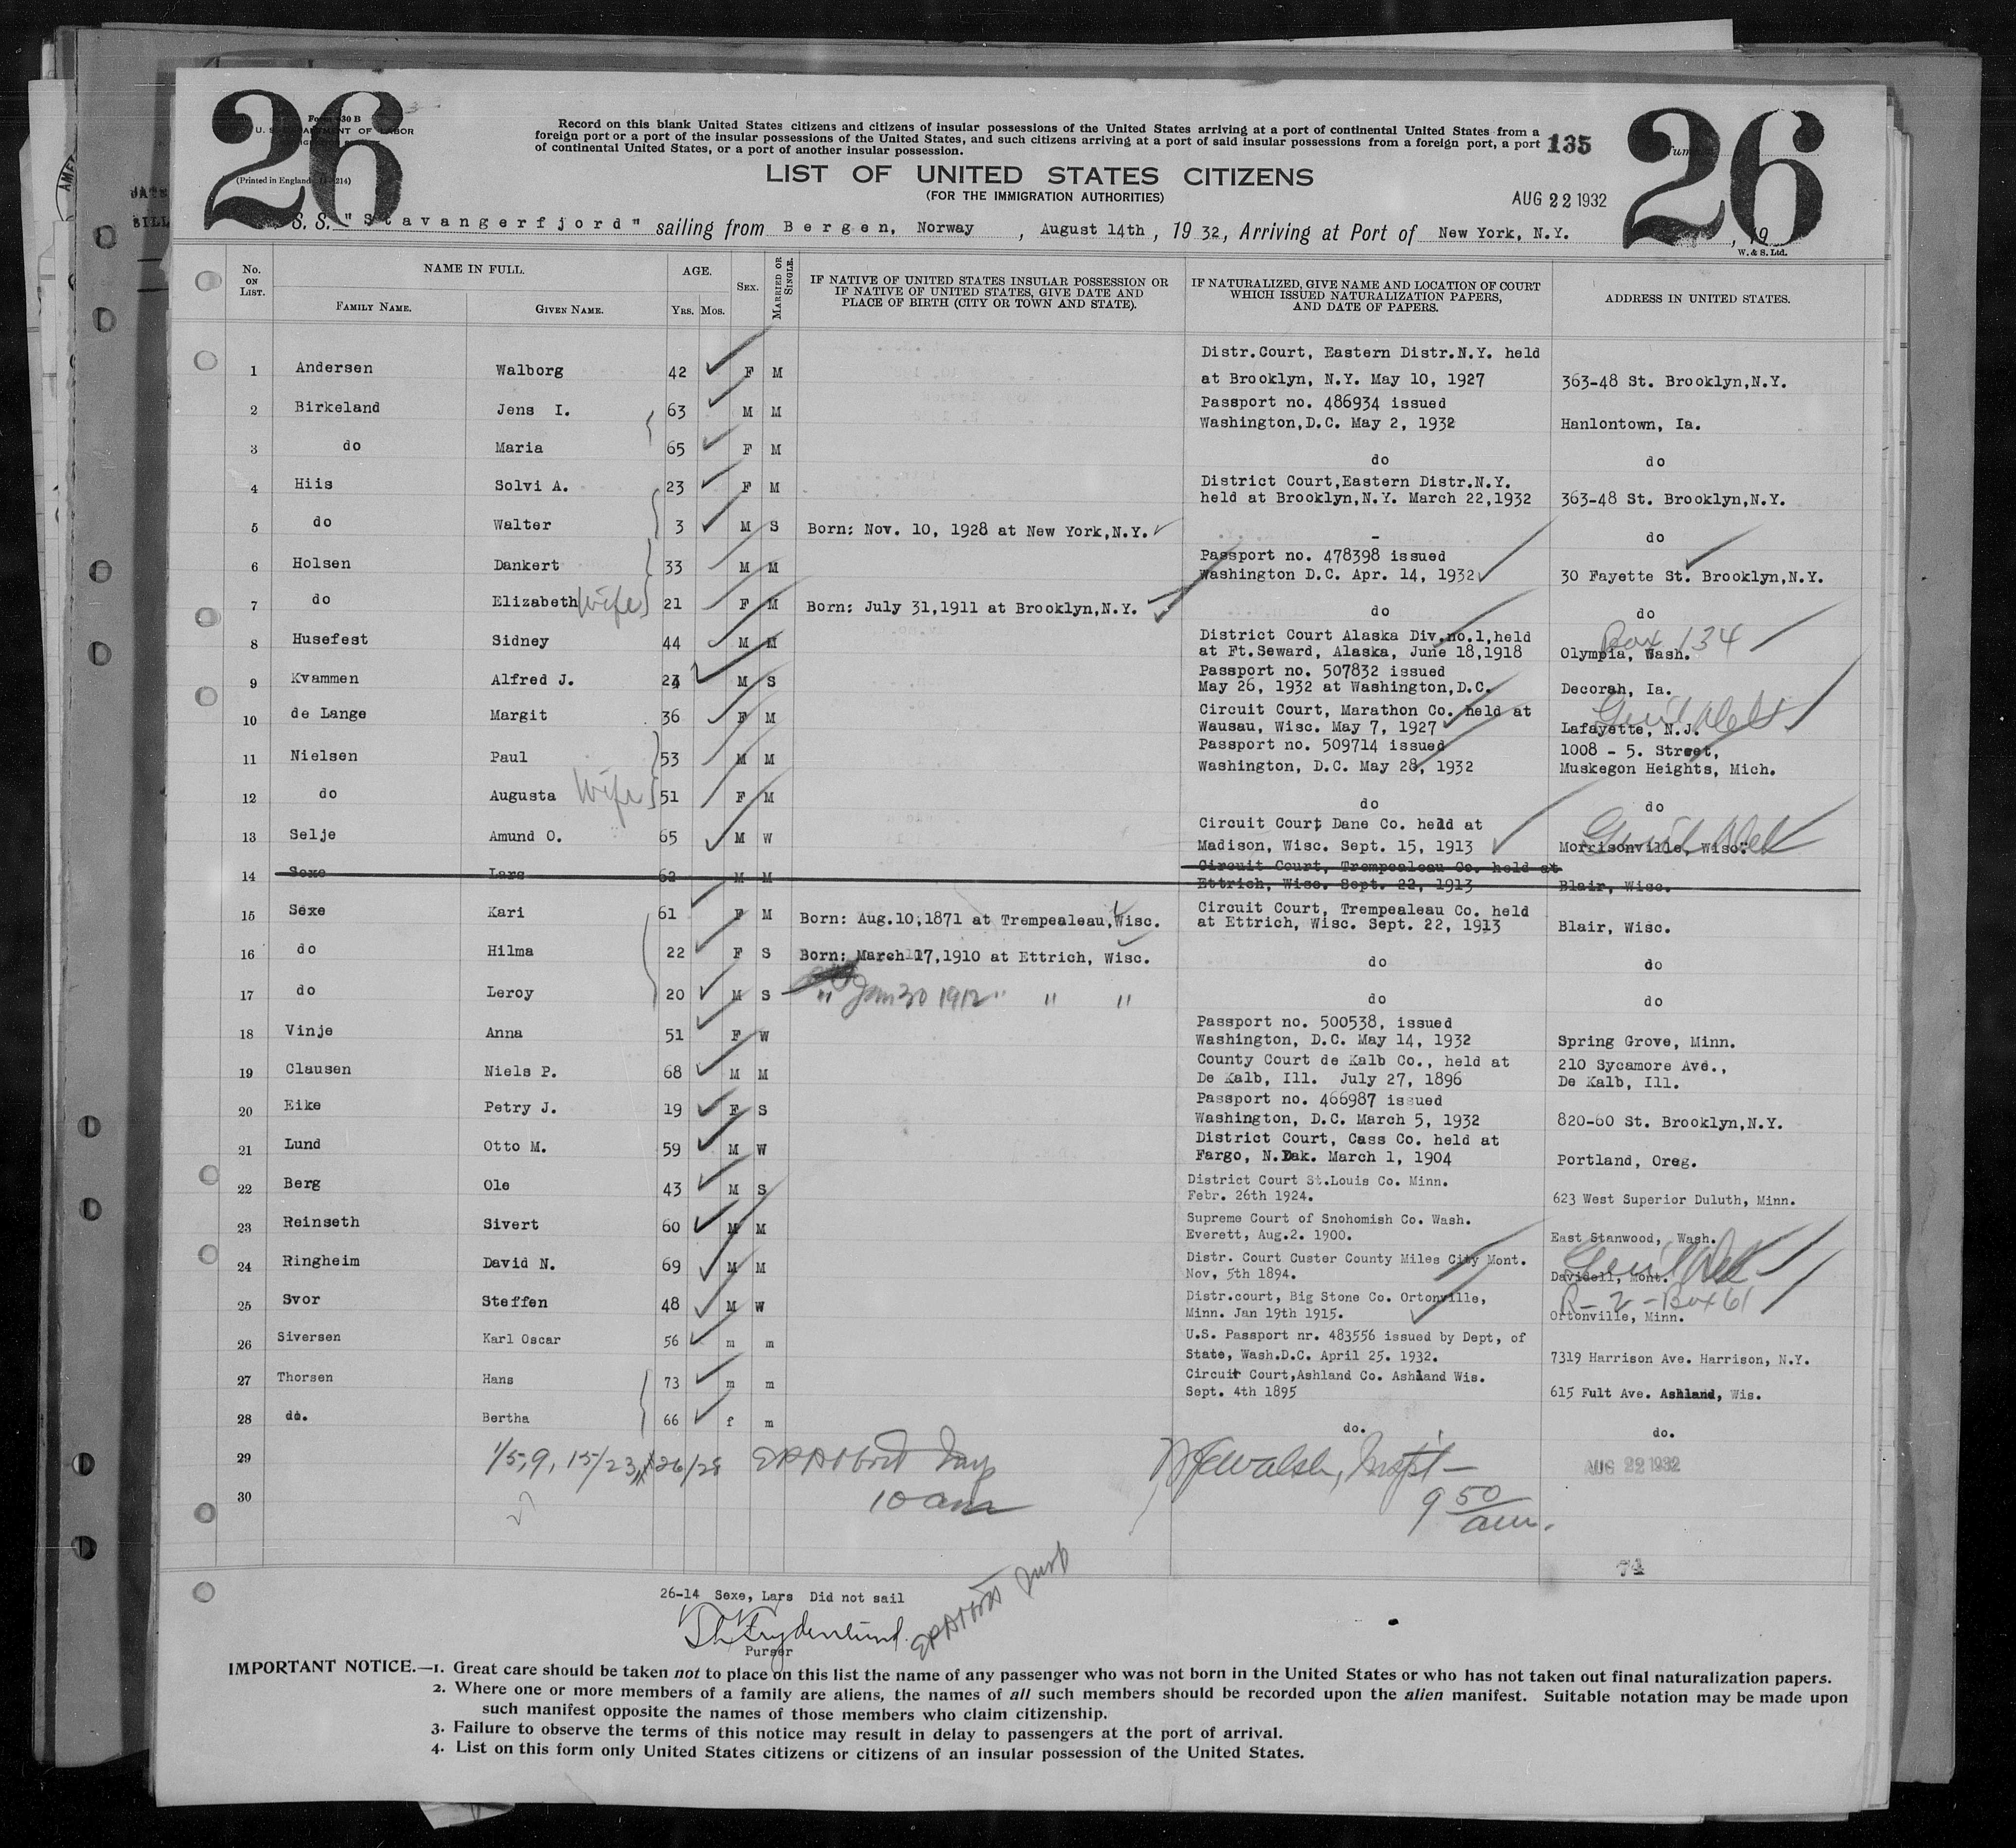 26
26
Form 630 B
U. S. DEPARTMENT OF LABOR
(Printed in England
214)
Record on this blank United States citizens and citizens of insular possessions of the United States arriving at a port of continental United States from a
foreign port or a port of the insular possessions of the United States, and such citizens arriving at a port of said insular possessions from a foreign port, a port
of continental United States, or a port of another insular possession.
135
LIST OF UNITED STATES CITIZENS
(FOR THE IMMIGRATION AUTHORITIES)
AUG 22 1932
S. S. "Stavangerfjord" sailing from Bergen, Norway, August 14th, 1932, Arriving at Port of New York, N.Y., 19
W. & S. Ltd.
No. ON LIST. NAME IN FULL. AGE. SEX. MARRIED OR SINGLE. IF NATIVE OF UNITED STATES INSULAR POSSESSION OR IF NATIVE OF UNITED STATES, GIVE DATE AND PLACE OF BIRTH (CITY OR TOWN AND STATE). IF NATURALIZED, GIVE NAME AND LOCATION OF COURT WHICH ISSUED NATURALIZATION PAPERS, AND DATE OF PAPERS. ADDRESS IN UNITED STATES.
FAMILY NAME. GIVEN NAME. YRS. MOS.
1 Andersen Walborg 42 F M Distr.Court, Eastern Distr.N.Y. held
at Brooklyn, N.Y. May 10, 1927 363-48 St. Brooklyn,N.Y.
2 Birkeland Jens I. 63 M M Passport no. 486934 issued
Washington,D.C. May 2, 1932 Hanlontown, Ia.
3 do Maria 65 F M do do
4 Hiis Solvi A. 23 F M District Court,Eastern Distr.N.Y.
held at Brooklyn,N.Y. March 22,1932 363-48 St. Brooklyn,N.Y.
5 do Walter 3 M S Born: Nov. 10, 1928 at New York,N.Y. - do
6 Holsen Dankert 33 M M Passport no. 478398 issued
Washington D.C. Apr. 14, 1932 30 Fayette St. Brooklyn,N.Y.
7 do Elizabeth wife 21 F M Born: July 31,1911 at Brooklyn,N.Y. do do
8 Husefest Sidney 44 M M District Court Alaska Div.no.1,held Box 134
at Ft.Seward, Alaska, June 18,1918 Olympia, Wash.
9 Kvammen Alfred J. 24 M S Passport no. 507832 issued
May 26, 1932 at Washington,D.C. Decorah, Ia.
10 de Lange Margit 36 F M Circuit Court, Marathon Co. held at
Wausau, Wisc. May 7, 1927 Lafayette, N.J.
11 Nielsen Paul 53 M M Passport no. 509714 issued 1008 - 5. Street,
Washington, D.C. May 28, 1932 Muskegon Heights, Mich.
12 do Augusta Wife 51 F M do do
13 Selje Amund O. 65 M W Circuit Court, Dane Co. held at
Madison, Wisc. Sept. 15, 1913 Morrisonville, Wisc.
14 Sexe Lars 62 M M Circuit Court, Trempealeau Co. held at
Ettrich, Wisc. Sept. 22, 1913 Blair, Wisc.
15 Sexe Kari 61 F M Born: Aug.10,1871 at Trempealeau,Wisc. Circuit Court, Trempealeau Co. held
at Ettrich, Wisc. Sept. 22, 1913 Blair, Wisc.
16 do Hilma 22 F S Born: March 17,1910 at Ettrich, Wisc. do do
17 do Leroy 20 M S " Jan 30 1912 " " " do do
18 Vinje Anna 51 F W Passport no. 500538, issued
Washington, D.C. May 14, 1932 Spring Grove, Minn.
19 Clausen Niels P. 68 M M County Court de Kalb Co., held at 210 Sycamore Ave.,
De Kalb, Ill. July 27, 1896 De Kalb, Ill.
20 Eike Petry J. 19 F S Passport no. 466987 issued
Washington, D.C. March 5, 1932 820-60 St. Brooklyn,N.Y.
21 Lund Otto M. 59 M W District Court, Cass Co. held at
Fargo, N.Dak. March 1, 1904 Portland, Oreg.
22 Berg Ole 43 M S District Court St.Louis Co. Minn.
Febr. 26th 1924. 623 West Superior Duluth, Minn.
23 Reinseth Sivert 60 M M Supreme Court of Snohomish Co. Wash.
Everett, Aug.2. 1900. East Stanwood, Wash.
24 Ringheim David N. 69 M M Distr. Court Custer County Miles City Mont.
Nov, 5th 1894. Davidell, Mont.
25 Svor Steffen 48 M W Distr.court, Big Stone Co. Ortonville, R-2-Box 61
Minn. Jan 19th 1915. Ortonville, Minn.
26 Siversen Karl Oscar 56 m m U.S. Passport nr. 483556 issued by Dept, of
State, Wash.D.C. April 25. 1932. 7319 Harrison Ave. Harrison, N.Y.
27 Thorsen Hans 73 m m Circuit Court,Ashland Co. Ashland Wis.
Sept. 4th 1895 615 Fult Ave. Ashland, Wis.
28 do. Bertha 66 f m do. do.
29 1/5, 9, 15/23, 26/28 Insp AUG 22 1932
30 10 am 9 50 am.
74
26-14 Sexe, Lars Did not sail
Purser
IMPORTANT NOTICE.—1. Great care should be taken not to place on this list the name of any passenger who was not born in the United States or who has not taken out final naturalization papers.
2. Where one or more members of a family are aliens, the names of all such members should be recorded upon the alien manifest. Suitable notation may be made upon
such manifest opposite the names of those members who claim citizenship.
3. Failure to observe the terms of this notice may result in delay to passengers at the port of arrival.
4. List on this form only United States citizens or citizens of an insular possession of the United States.